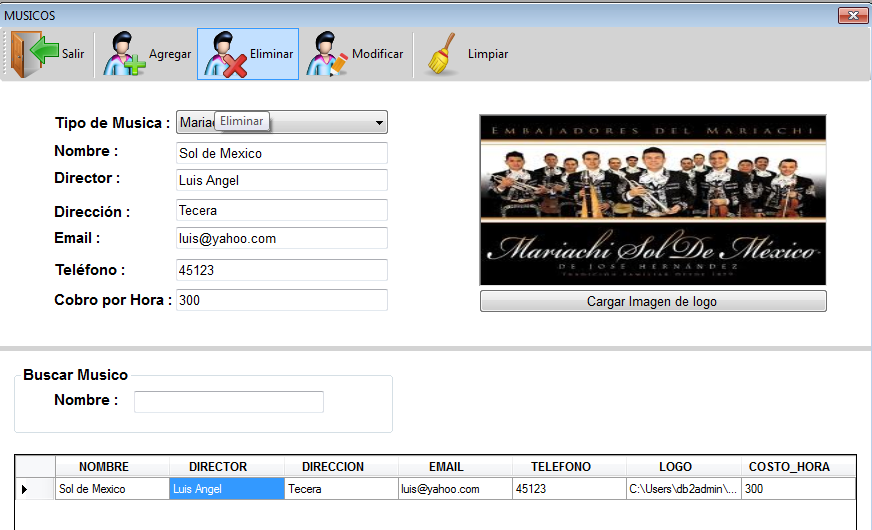 MUSICOS
Salir Agregar Eliminar Modificar Limpiar
Tipo de Musica : Mariac
Eliminar
Nombre : Sol de Mexico
Director : Luis Angel
Dirección : Tecera
Email : luis@yahoo.com
Teléfono : 45123
Cobro por Hora : 300
EMBAJADORES DEL MARIACHI
Mariachi Sol De México
DE JOSE HERNÁNDEZ
Cargar Imagen de logo
Buscar Musico
Nombre :
NOMBRE DIRECTOR DIRECCION EMAIL TELEFONO LOGO COSTO_HORA
Sol de Mexico Luis Angel Tecera luis@yahoo.com 45123 C:\Users\db2admin\... 300